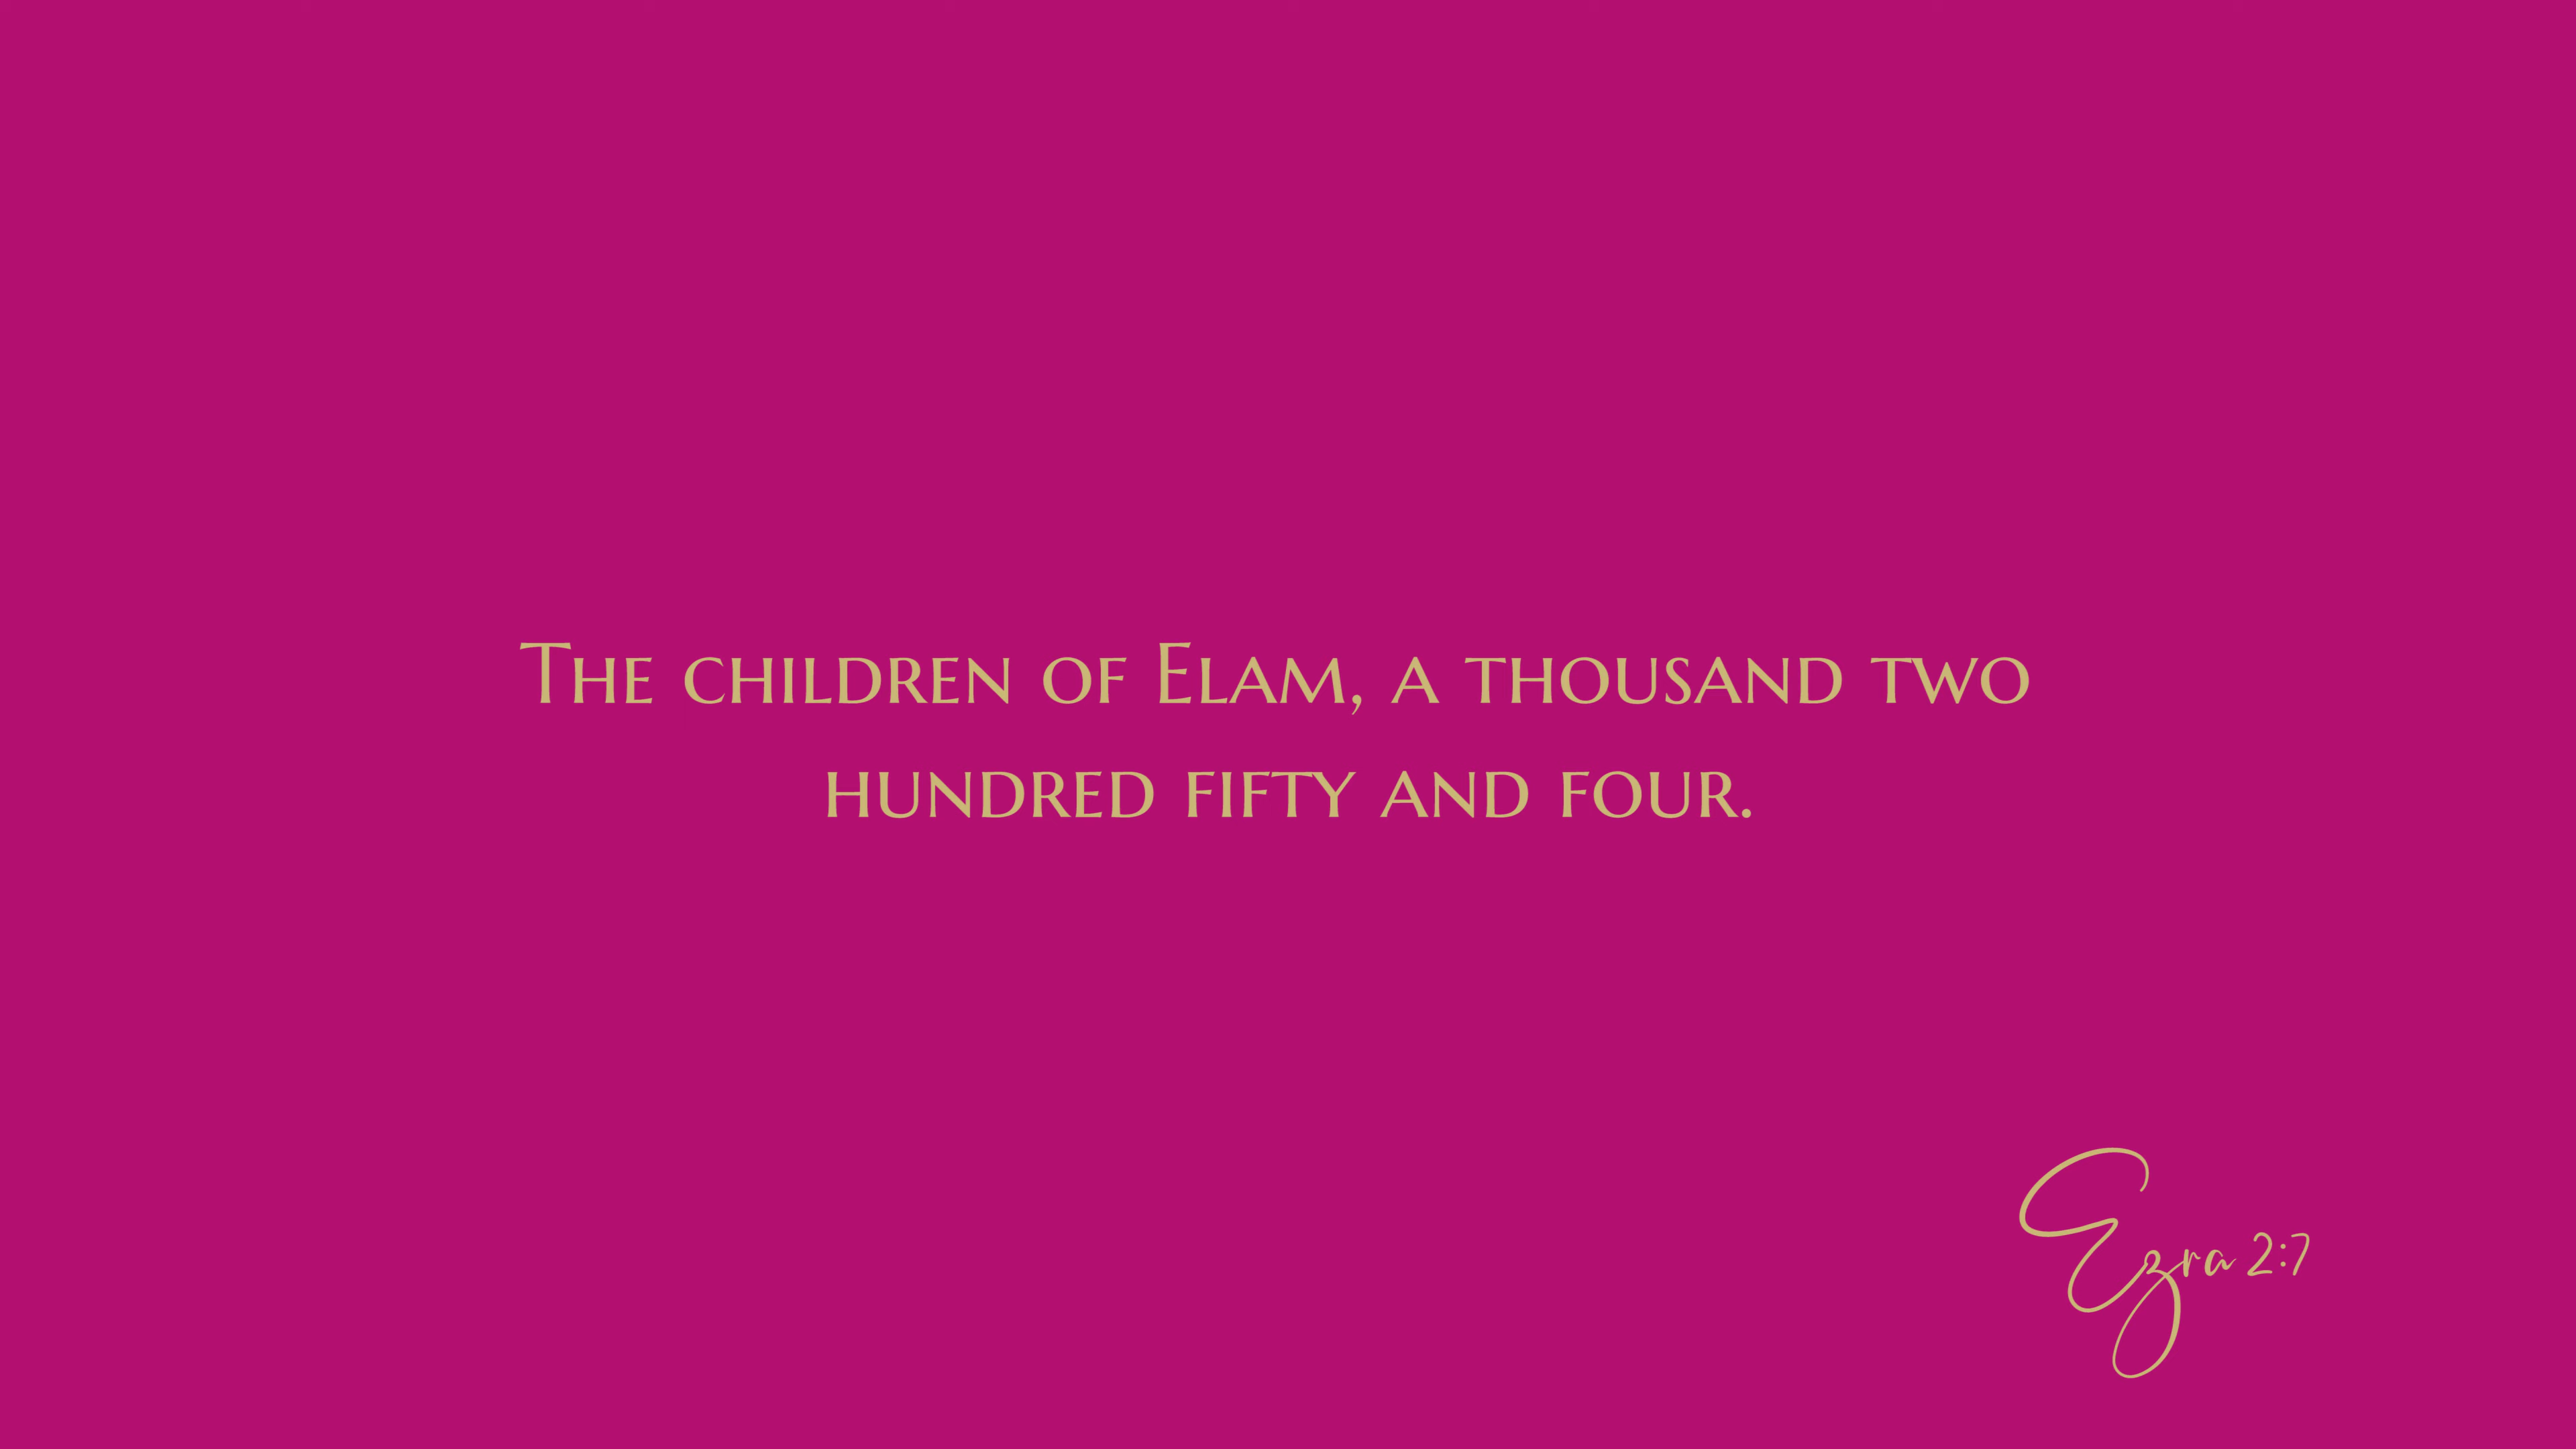 The children of Elam, a thousand two
hundred fifty and four.
Ezra 2:7